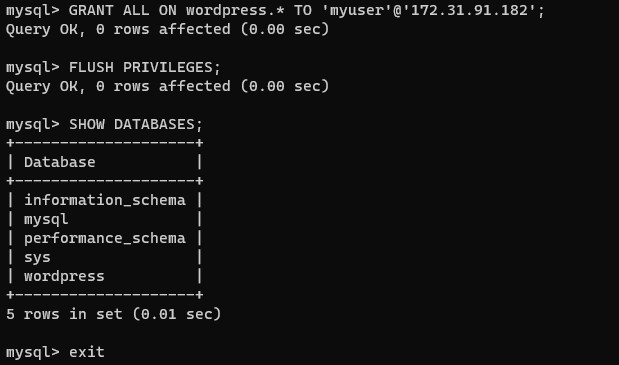 mysql> GRANT ALL ON wordpress.* TO 'myuser'@'172.31.91.182';
Query OK, 0 rows affected (0.00 sec)
mysql> FLUSH PRIVILEGES;
Query OK, 0 rows affected (0.00 sec)
mysql> SHOW DATABASES;
+--------------------+
| Database           |
+--------------------+
| information_schema |
| mysql              |
| performance_schema |
| sys                |
| wordpress          |
+--------------------+
5 rows in set (0.01 sec)
mysql> exit